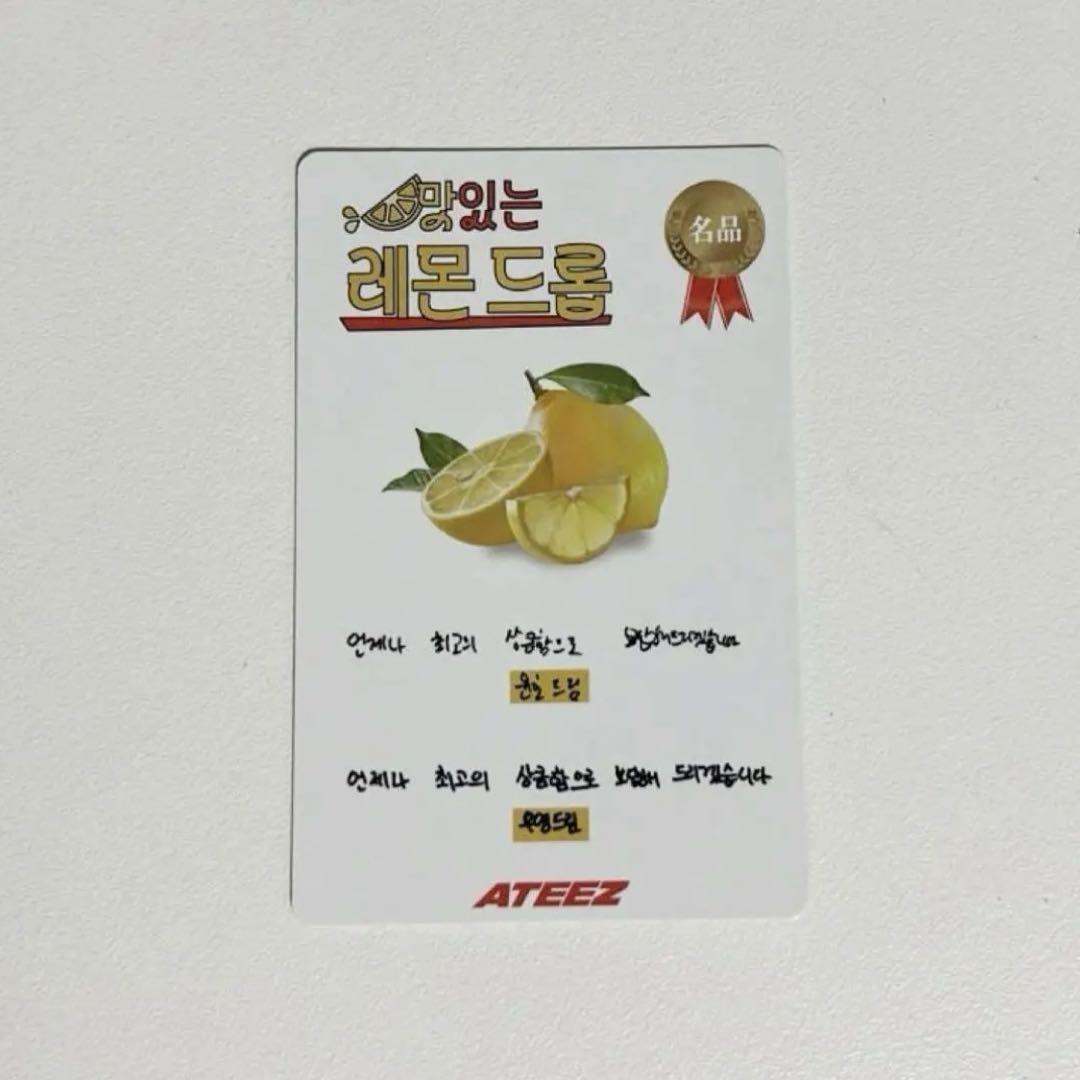 맛있는
레몬 드롭
名品
언제나 최고의 상큼함으로 보답해드리겠습니다
윤호 드림
언제나 최고의 상큼함으로 보답해 드리겠습니다
우영드림
ATEEZ